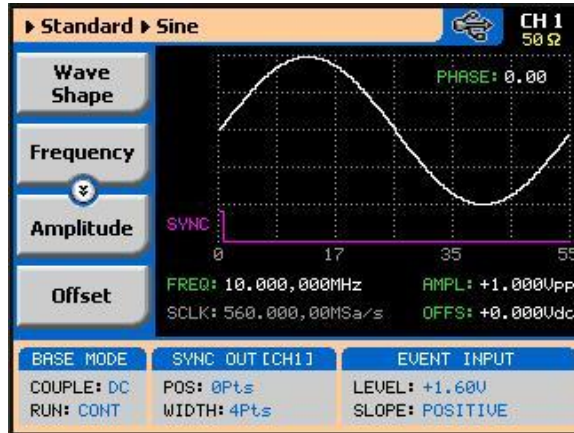 Standard Sine
CH 1
50 Ω
Wave Shape
PHASE: 0.00
Frequency
Amplitude
SYNC
0 17 35 55
Offset
FREQ: 10.000,000MHz AMPL: +1.000Vpp
SCLK: 560.000,00MSa/s OFFS: +0.000Vdc
BASE MODE SYNC OUT [CH1] EVENT INPUT
COUPLE: DC POS: 0Pts LEVEL: +1.60V
RUN: CONT WIDTH: 4Pts SLOPE: POSITIVE